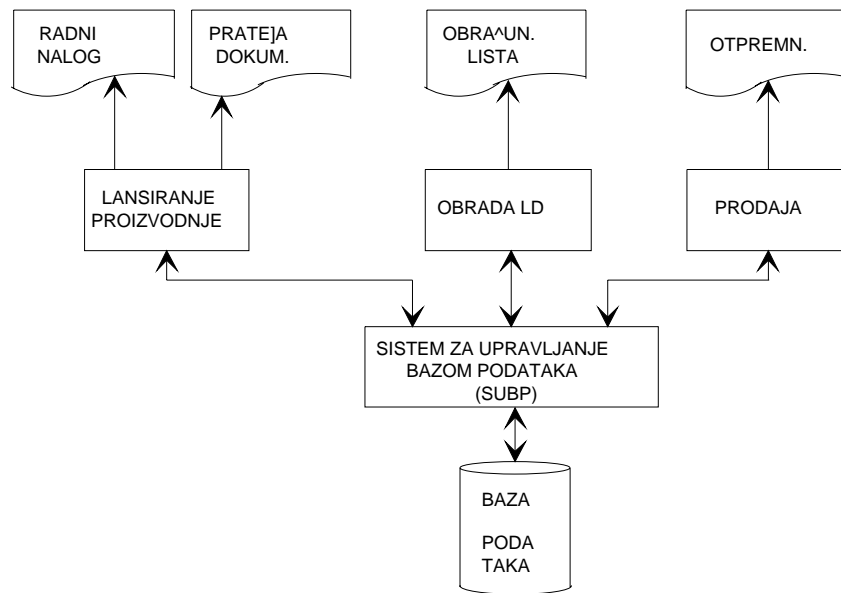 RADNI
NALOG
PRATE]A
DOKUM.
OBRA^UN.
LISTA
OTPREMN.
LANSIRANJE
PROIZVODNJE
OBRADA LD
PRODAJA
SISTEM ZA UPRAVLJANJE
BAZOM PODATAKA
(SUBP)
BAZA
PODA
TAKA